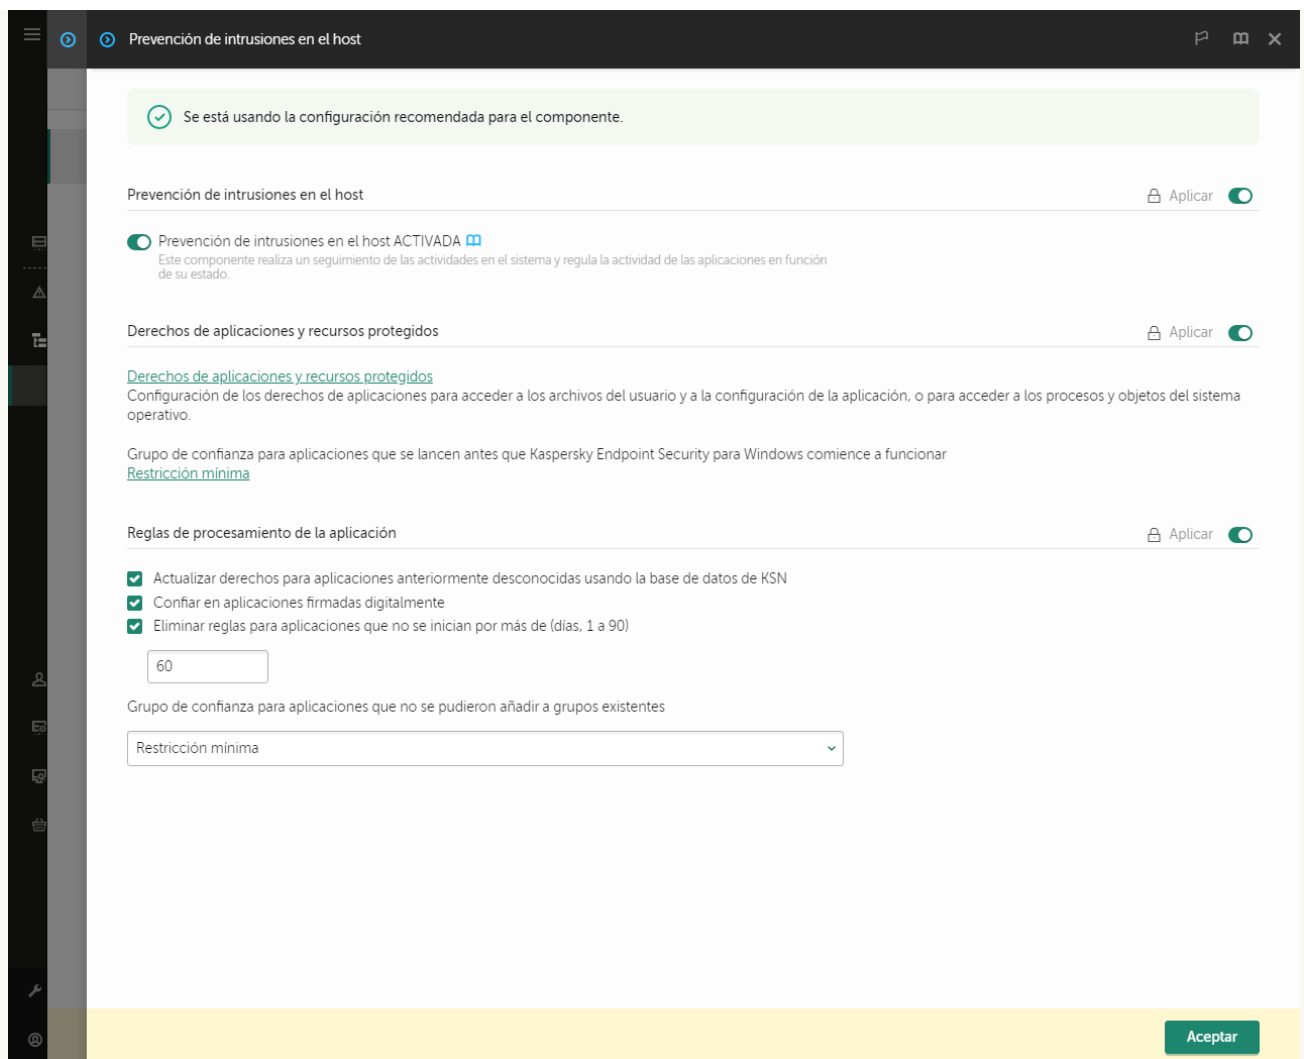 Prevención de intrusiones en el host
Se está usando la configuración recomendada para el componente.
Prevención de intrusiones en el host
Aplicar
Prevención de intrusiones en el host ACTIVADA
Este componente realiza un seguimiento de las actividades en el sistema y regula la actividad de las aplicaciones en función
de su estado.
Derechos de aplicaciones y recursos protegidos
Aplicar
Derechos de aplicaciones y recursos protegidos
Configuración de los derechos de aplicaciones para acceder a los archivos del usuario y a la configuración de la aplicación, o para acceder a los procesos y objetos del sistema
operativo.
Grupo de confianza para aplicaciones que se lancen antes que Kaspersky Endpoint Security para Windows comience a funcionar
Restricción mínima
Reglas de procesamiento de la aplicación
Aplicar
Actualizar derechos para aplicaciones anteriormente desconocidas usando la base de datos de KSN
Confiar en aplicaciones firmadas digitalmente
Eliminar reglas para aplicaciones que no se inician por más de (días, 1 a 90)
60
Grupo de confianza para aplicaciones que no se pudieron añadir a grupos existentes
Restricción mínima
Aceptar